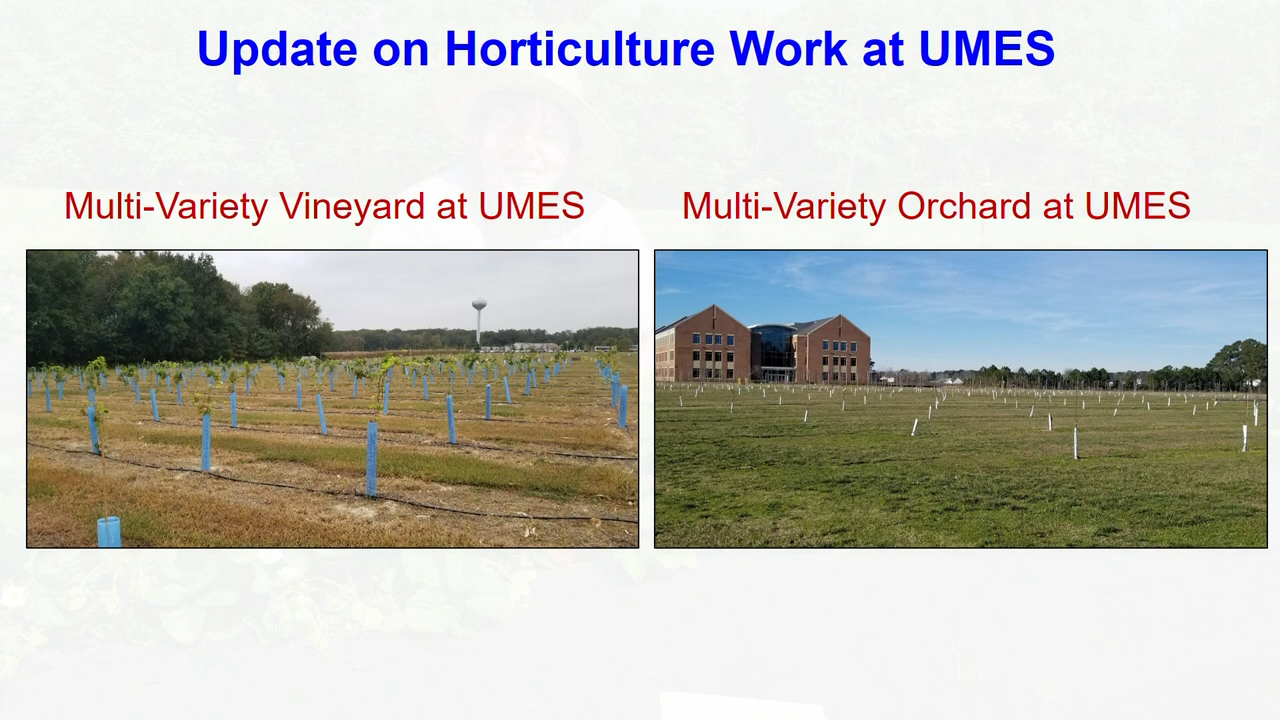 Update on Horticulture Work at UMES
Multi-Variety Vineyard at UMES
Multi-Variety Orchard at UMES